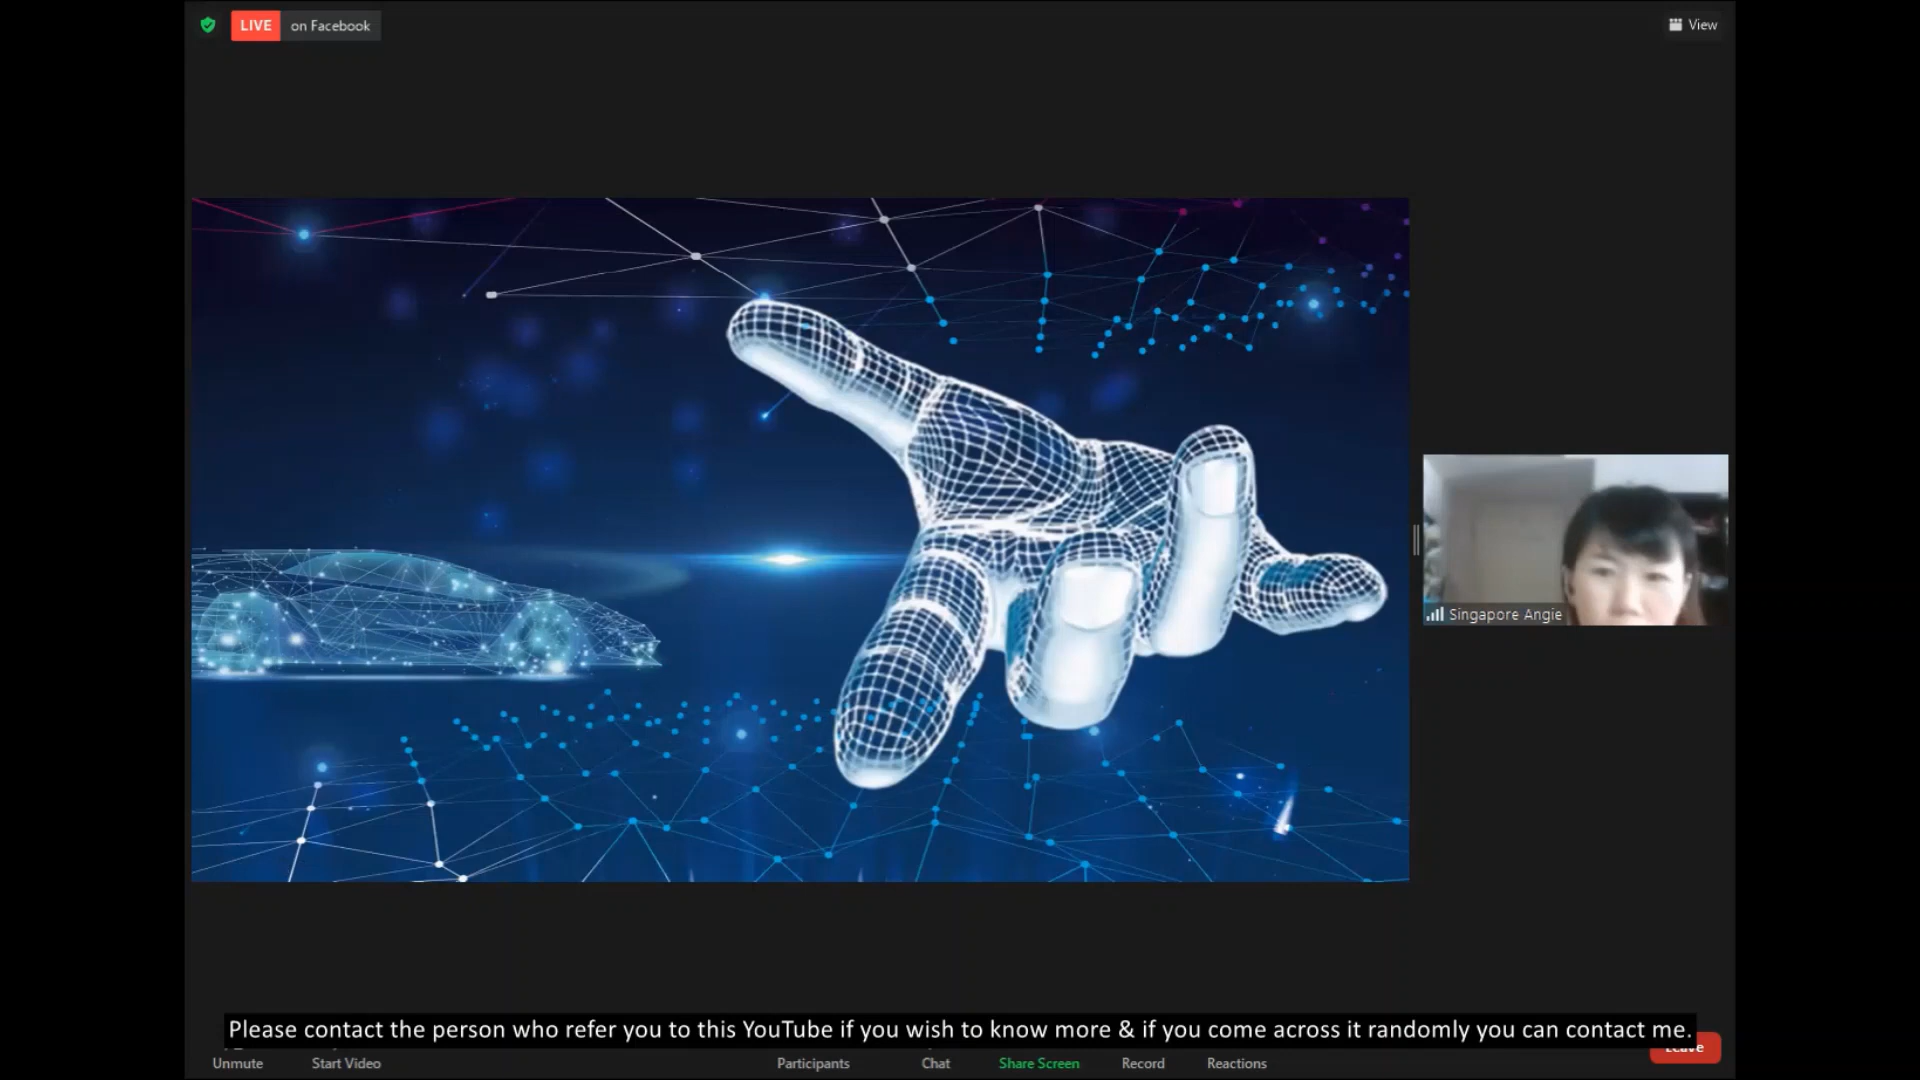 LIVE on Facebook
View
Singapore Angie
Please contact the person who refer you to this YouTube if you wish to know more & if you come across it randomly you can contact me.
Unmute
Start Video
Participants
Chat
Share Screen
Record
Reactions
Leave